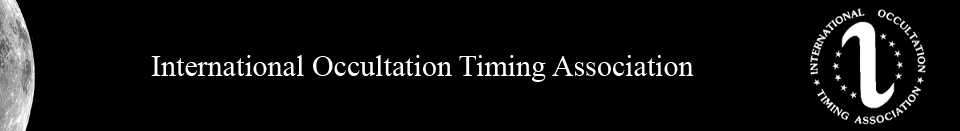 International Occultation Timing Association
INTERNATIONAL OCCULTATION
TIMING ASSOCIATION